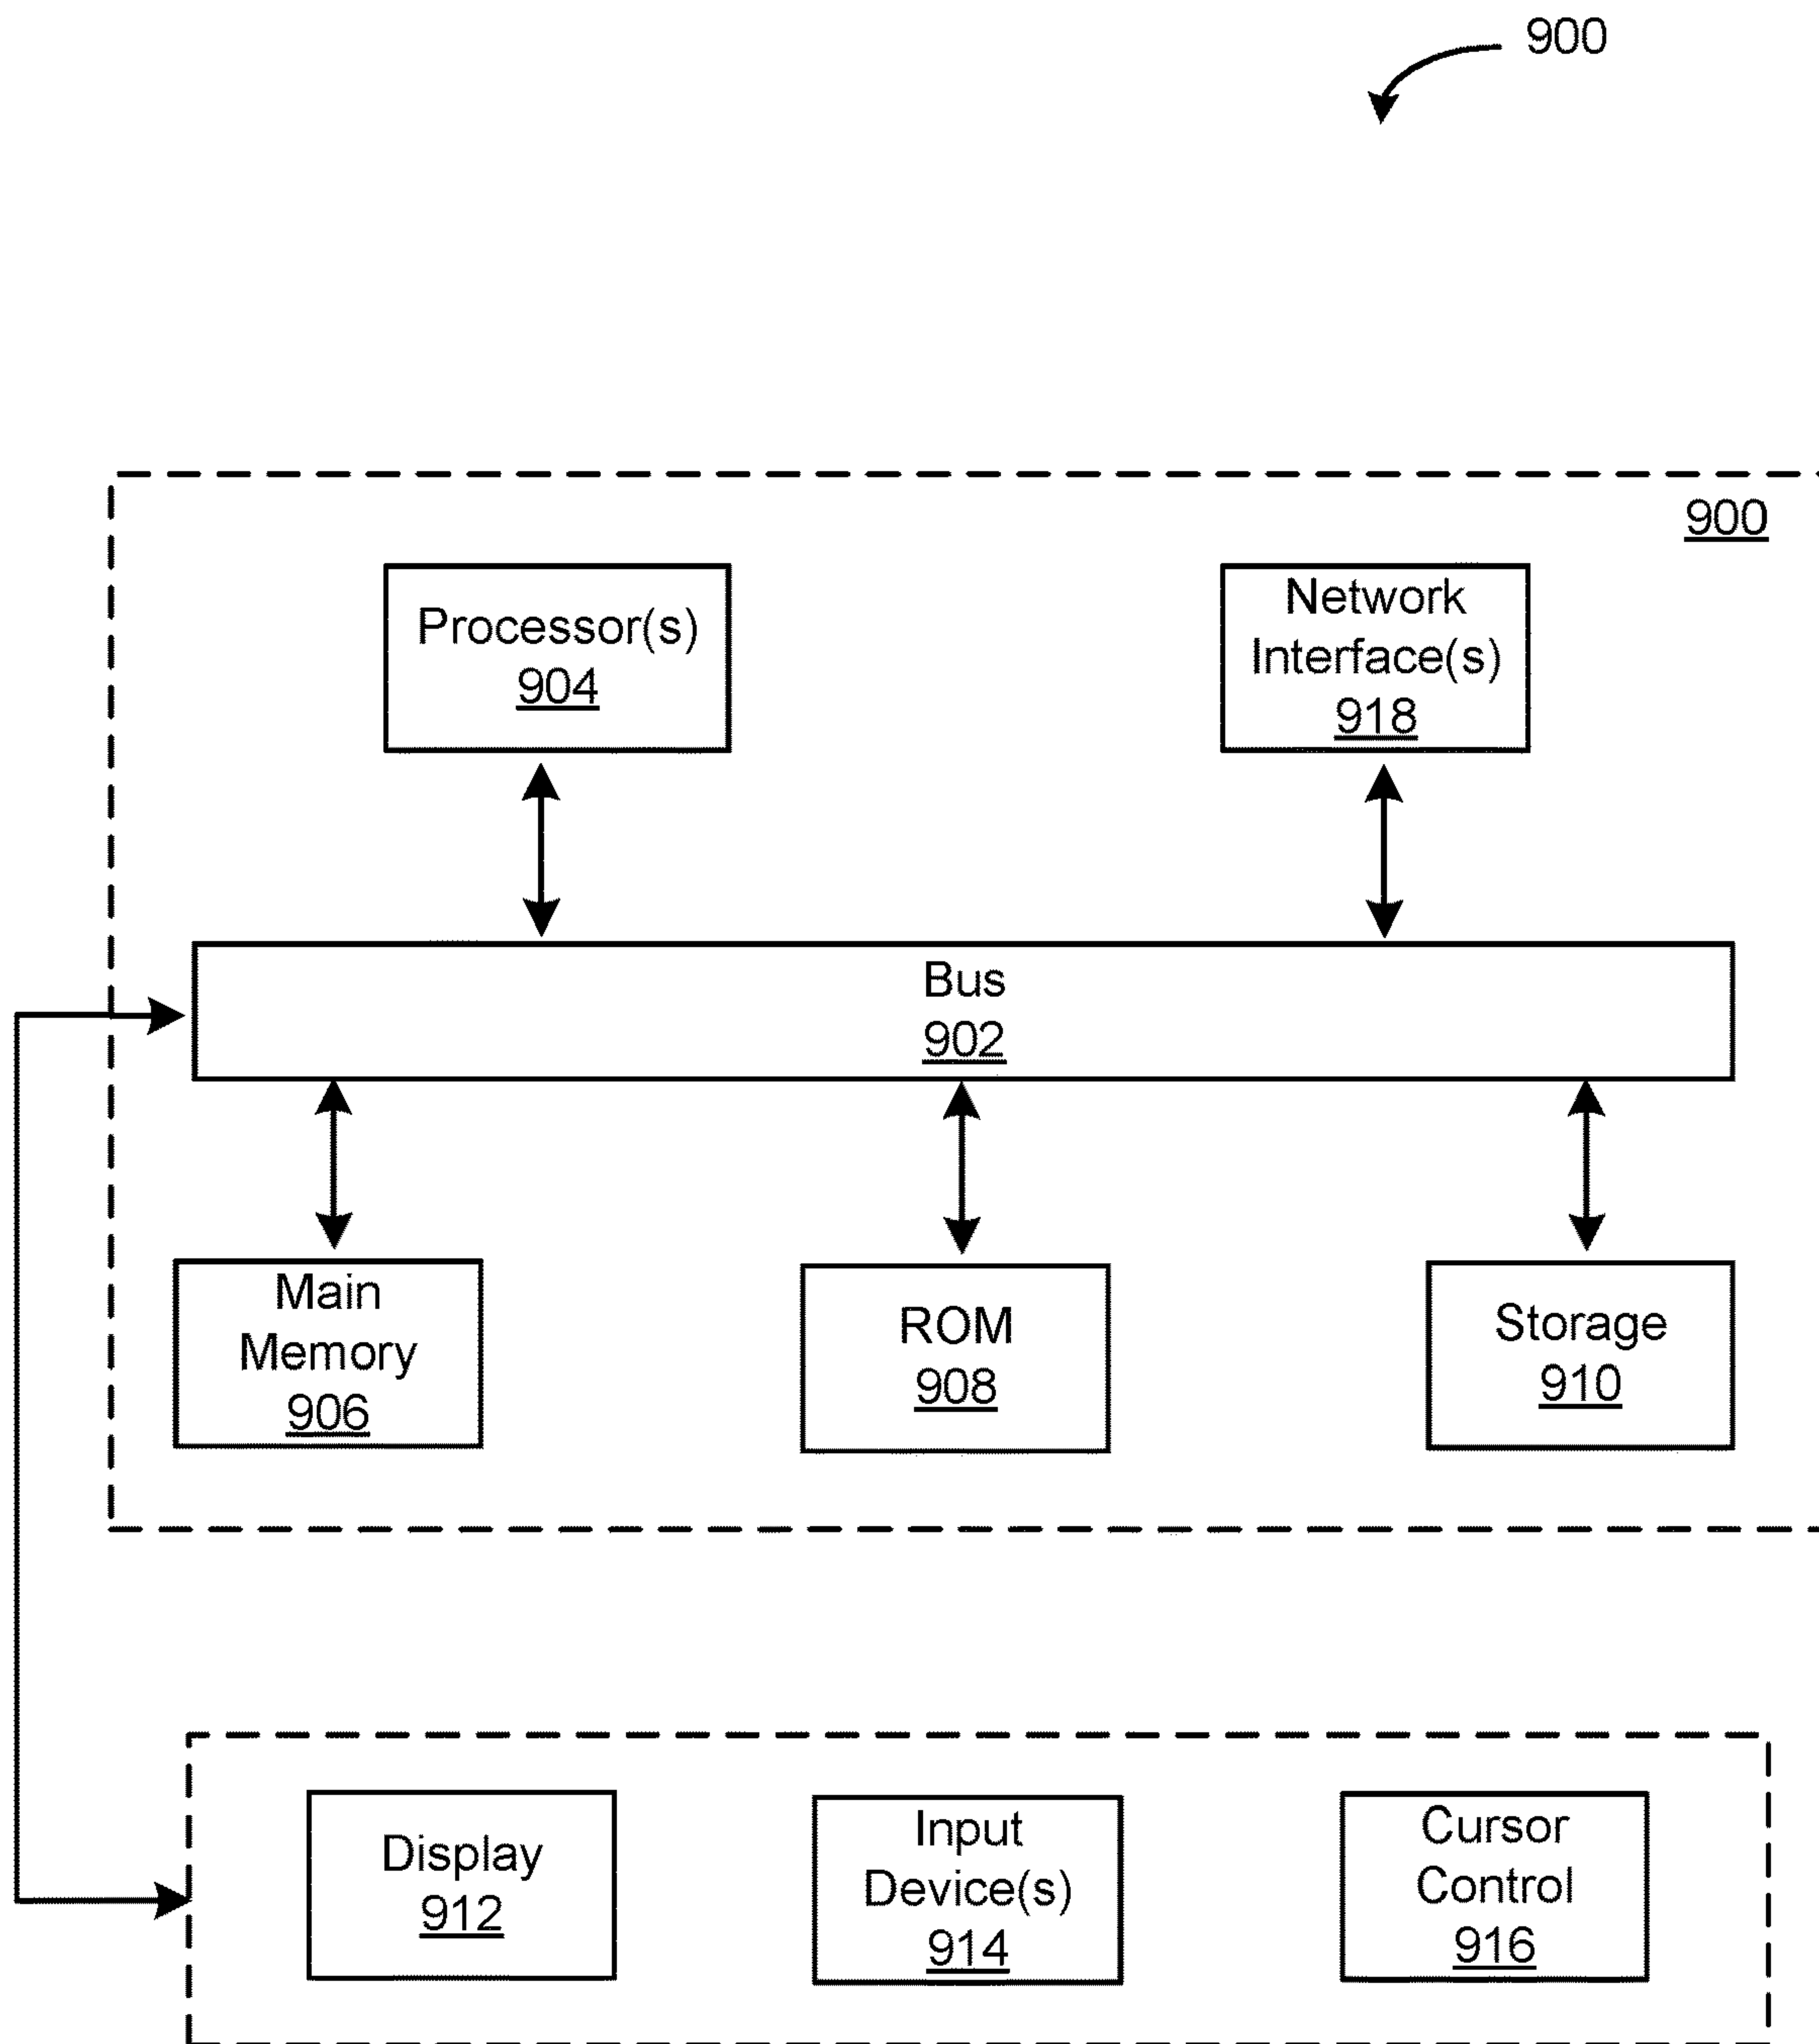 900
900
Processor(s)
904
Network
Interface(s)
918
Bus
902
Main
Memory
906
ROM
908
Storage
910
Display
912
Input
Device(s)
914
Cursor
Control
916